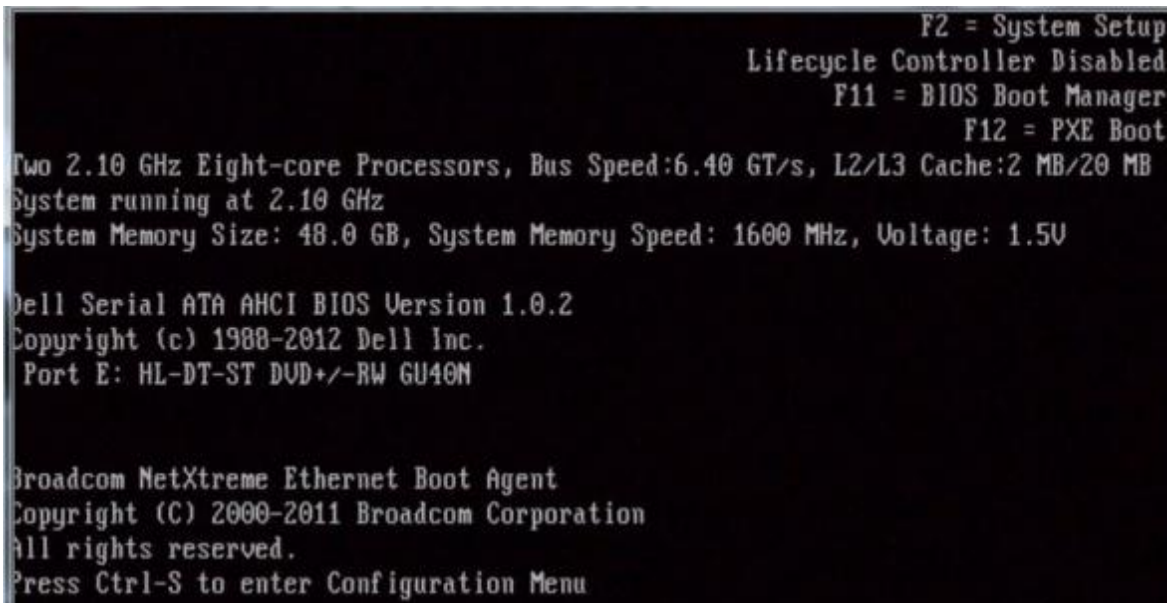 F2 = System Setup
Lifecycle Controller Disabled
F11 = BIOS Boot Manager
F12 = PXE Boot
Two 2.10 GHz Eight-core Processors, Bus Speed:6.40 GT/s, L2/L3 Cache:2 MB/20 MB
System running at 2.10 GHz
System Memory Size: 48.0 GB, System Memory Speed: 1600 MHz, Voltage: 1.5V
Dell Serial ATA AHCI BIOS Version 1.0.2
Copyright (c) 1988-2012 Dell Inc.
Port E: HL-DT-ST DVD+/-RW GU40N
Broadcom NetXtreme Ethernet Boot Agent
Copyright (C) 2000-2011 Broadcom Corporation
All rights reserved.
Press Ctrl-S to enter Configuration Menu